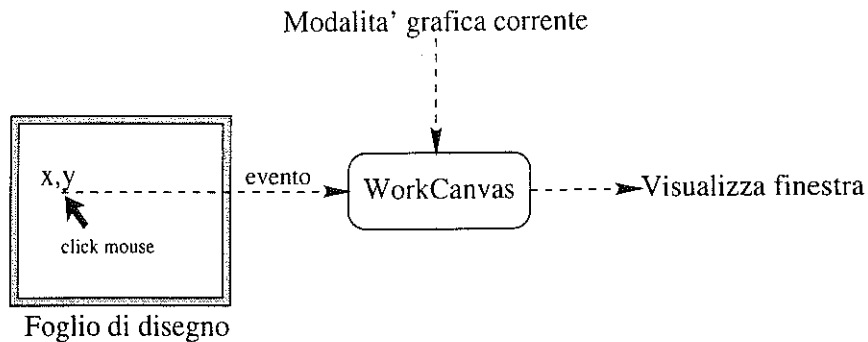 Modalita' grafica corrente
x,y
evento
WorkCanvas
Visualizza finestra
click mouse
Foglio di disegno